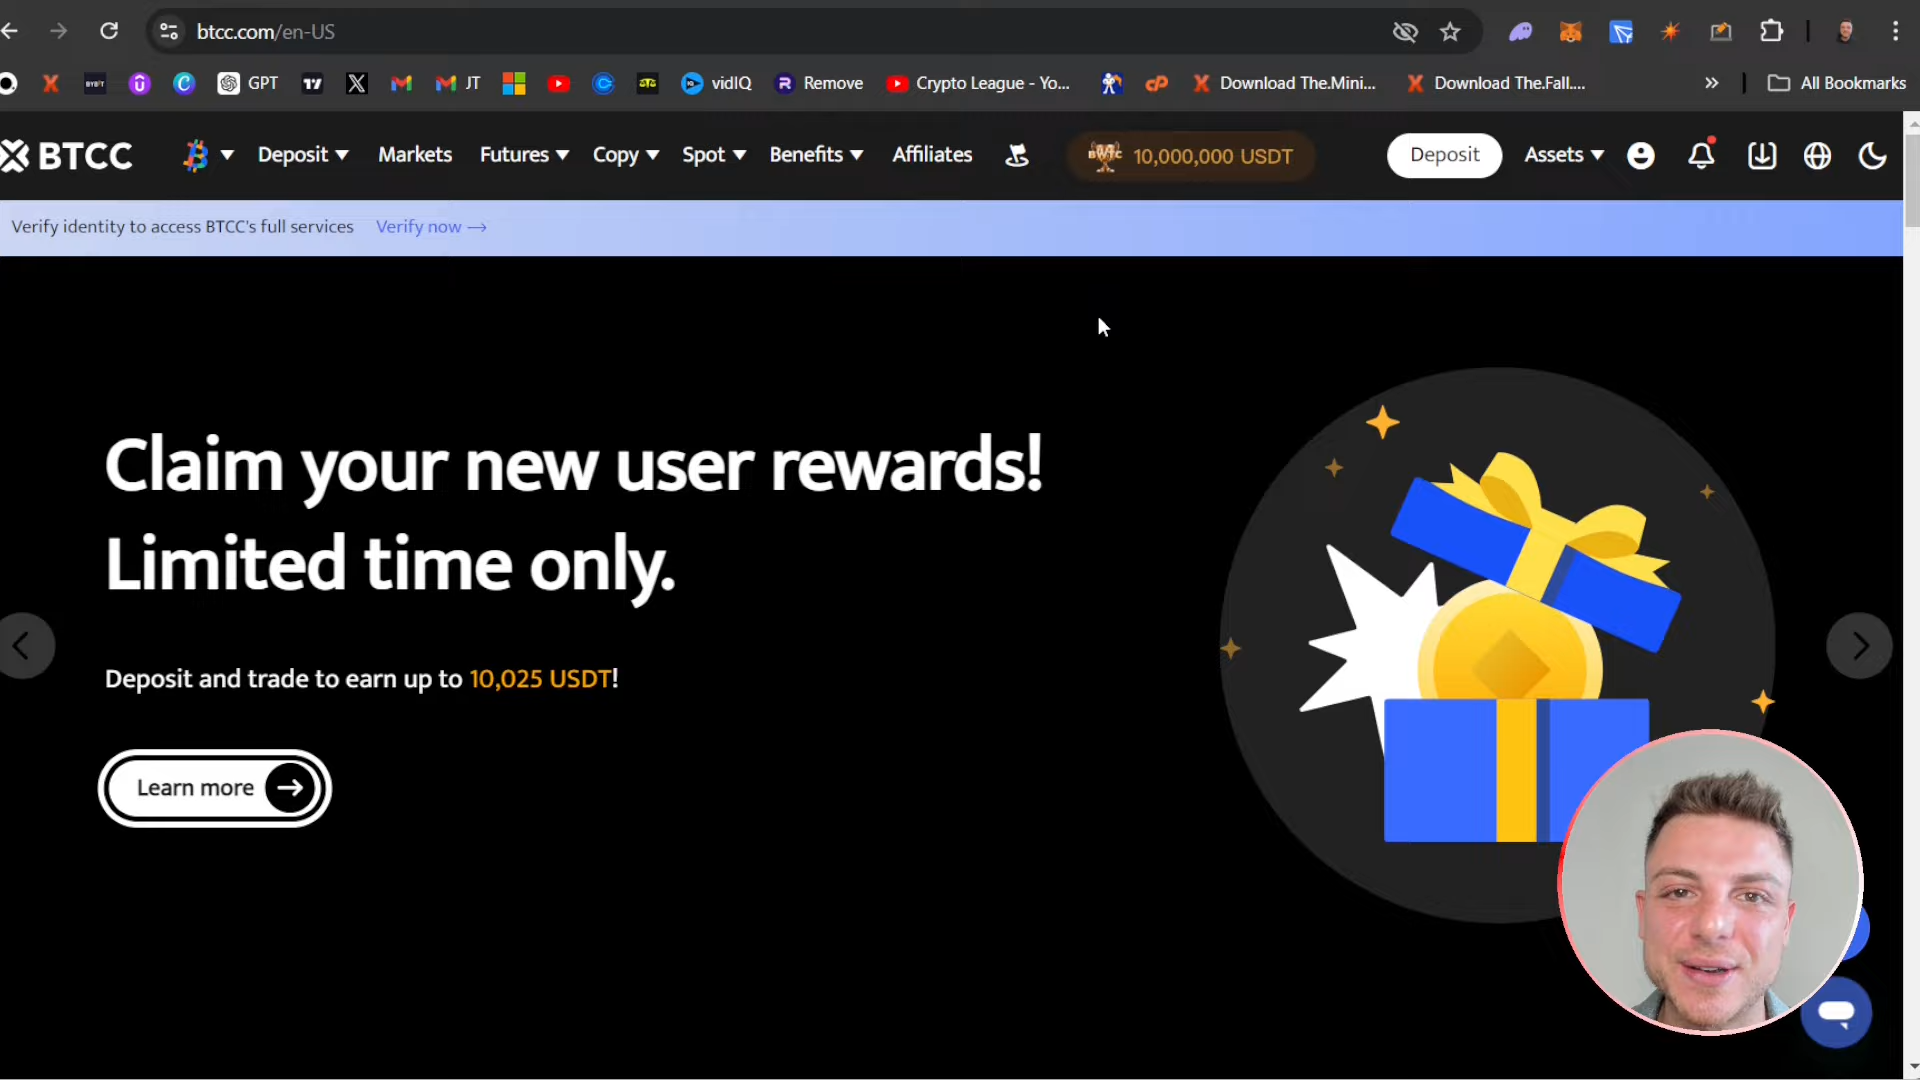 btcc.com/en-US
GPT
JT
vidIQ
Remove
Crypto League - Yo...
Download The.Mini...
Download The.Fall....
All Bookmarks
BTCC
Deposit
Markets
Futures
Copy
Spot
Benefits
Affiliates
10,000,000 USDT
Deposit
Assets
Verify identity to access BTCC's full services
Verify now →
Claim your new user rewards!
Limited time only.
Deposit and trade to earn up to 10,025 USDT!
Learn more